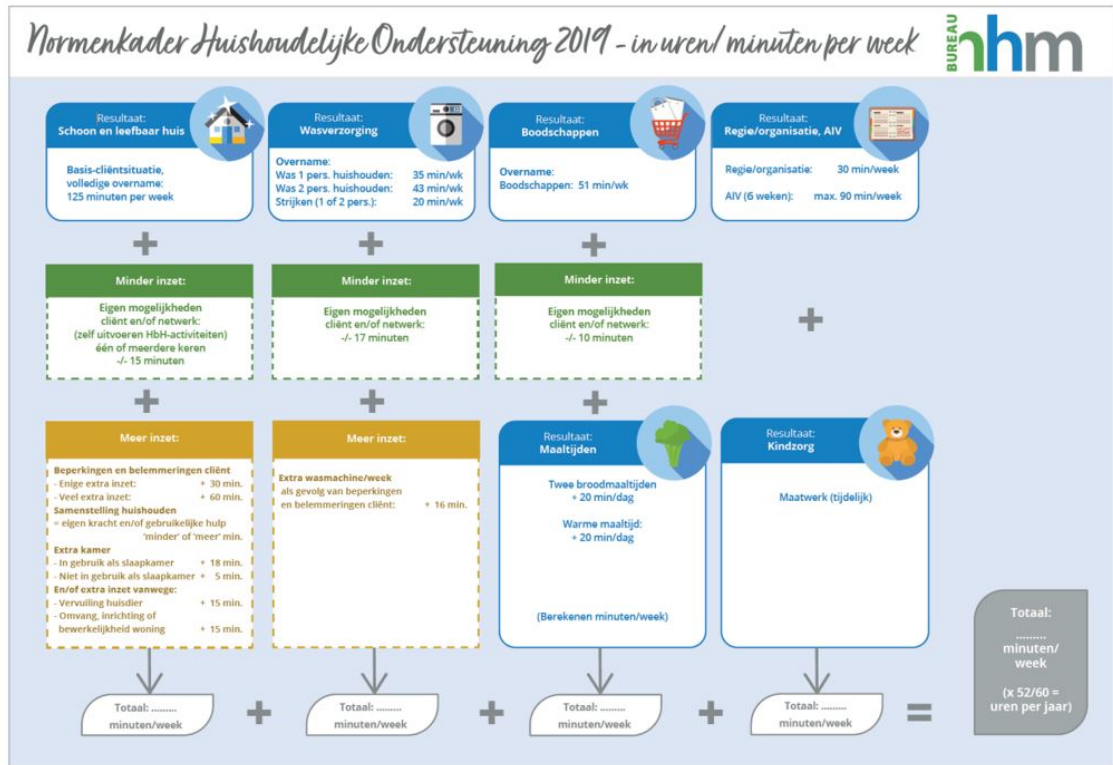 Normenkader Huishoudelijke Ondersteuning 2019 - in uren/ minuten per week
BUREAU
nhm
Resultaat:
Schoon en leefbaar huis
Basis-cliëntsituatie,
volledige overname:
125 minuten per week
Resultaat:
Wasverzorging
Overname:
Was 1 pers. huishouden: 35 min/wk
Was 2 pers. huishouden: 43 min/wk
Strijken (1 of 2 pers.): 20 min/wk
Resultaat:
Boodschappen
Overname:
Boodschappen: 51 min/wk
Resultaat:
Regie/organisatie, AIV
Regie/organisatie: 30 min/week
AIV (6 weken): max. 90 min/week
+ + +
Minder inzet:
Eigen mogelijkheden
cliënt en/of netwerk:
(zelf uitvoeren HbH-activiteiten)
één of meerdere keren
-/- 15 minuten
Minder inzet:
Eigen mogelijkheden
cliënt en/of netwerk:
-/- 17 minuten
Minder inzet:
Eigen mogelijkheden
cliënt en/of netwerk:
-/- 10 minuten
+
+ + +
Meer inzet:
Beperkingen en belemmeringen cliënt
- Enige extra inzet: + 30 min.
- Veel extra inzet: + 60 min.
Samenstelling huishouden
= eigen kracht en/of gebruikelijke hulp
'minder' of 'meer' min.
Extra kamer
- In gebruik als slaapkamer + 18 min.
- Niet in gebruik als slaapkamer + 5 min.
En/of extra inzet vanwege:
- Vervuiling huisdier + 15 min.
- Omvang, inrichting of
bewerkelijkheid woning + 15 min.
Meer inzet:
Extra wasmachine/week
als gevolg van beperkingen
en belemmeringen cliënt: + 16 min.
Resultaat:
Maaltijden
Twee broodmaaltijden
+ 20 min/dag
Warme maaltijd:
+ 20 min/dag
(Berekenen minuten/week)
Resultaat:
Kindzorg
Maatwerk (tijdelijk)
Totaal: .........
minuten/week
+
Totaal: .........
minuten/week
+
Totaal: .........
minuten/week
+
Totaal: .........
minuten/week
=
Totaal:
.........
minuten/
week
(x 52/60 =
uren per jaar)